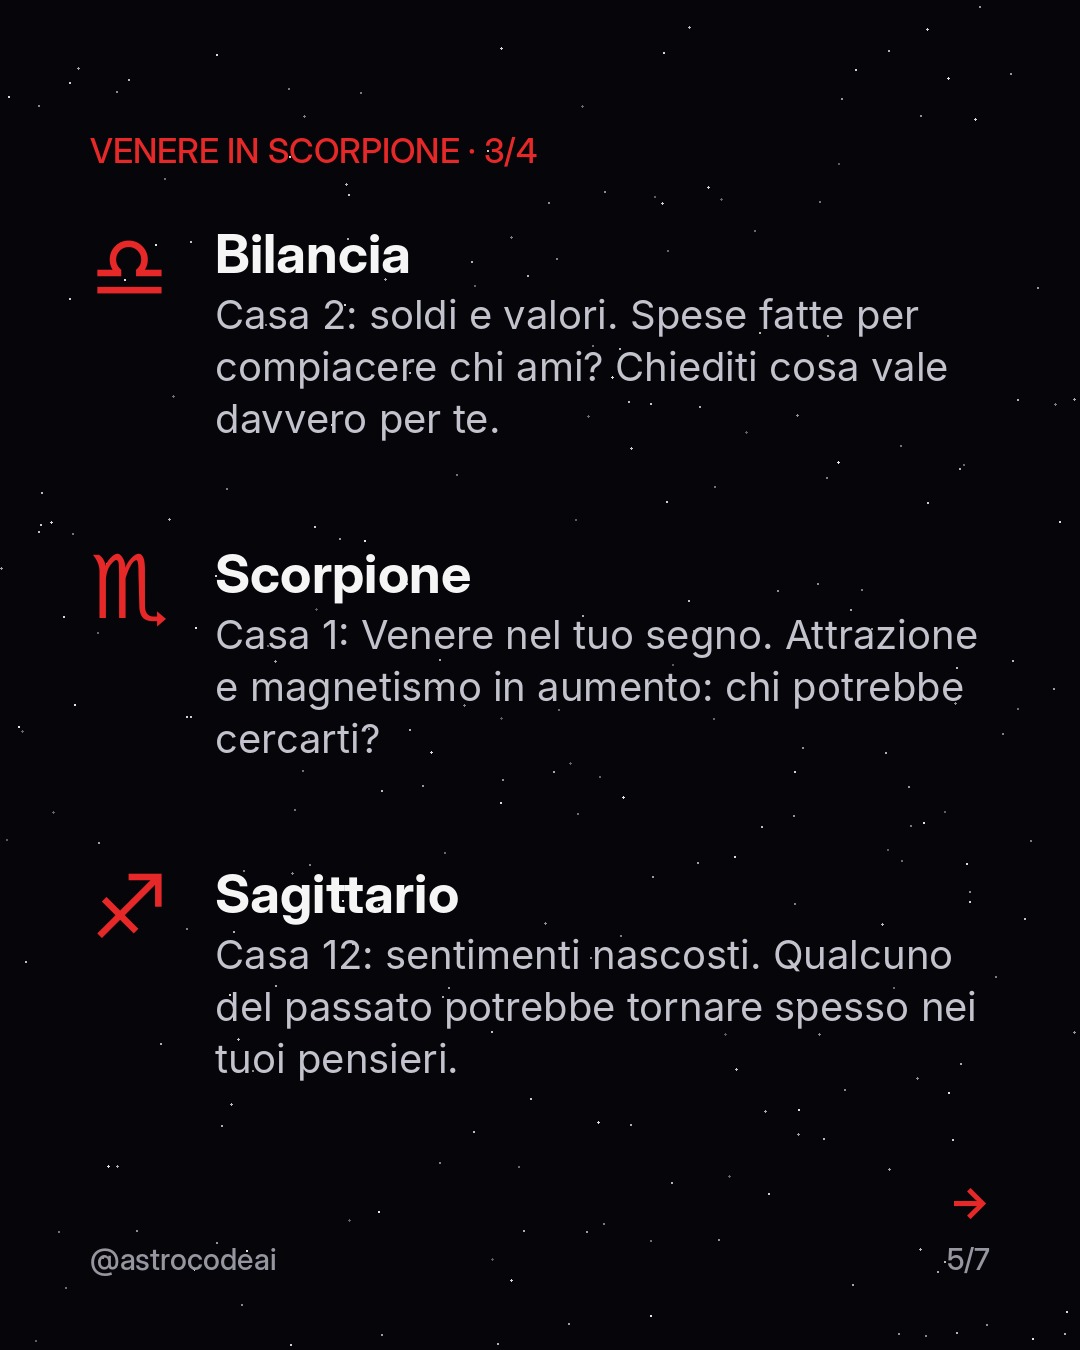 VENERE IN SCORPIONE · 3/4
♎ Bilancia
Casa 2: soldi e valori. Spese fatte per
compiacere chi ami? Chiediti cosa vale
davvero per te.
♏ Scorpione
Casa 1: Venere nel tuo segno. Attrazione
e magnetismo in aumento: chi potrebbe
cercarti?
♐ Sagittario
Casa 12: sentimenti nascosti. Qualcuno
del passato potrebbe tornare spesso nei
tuoi pensieri.
→
@astrocodeai
5/7